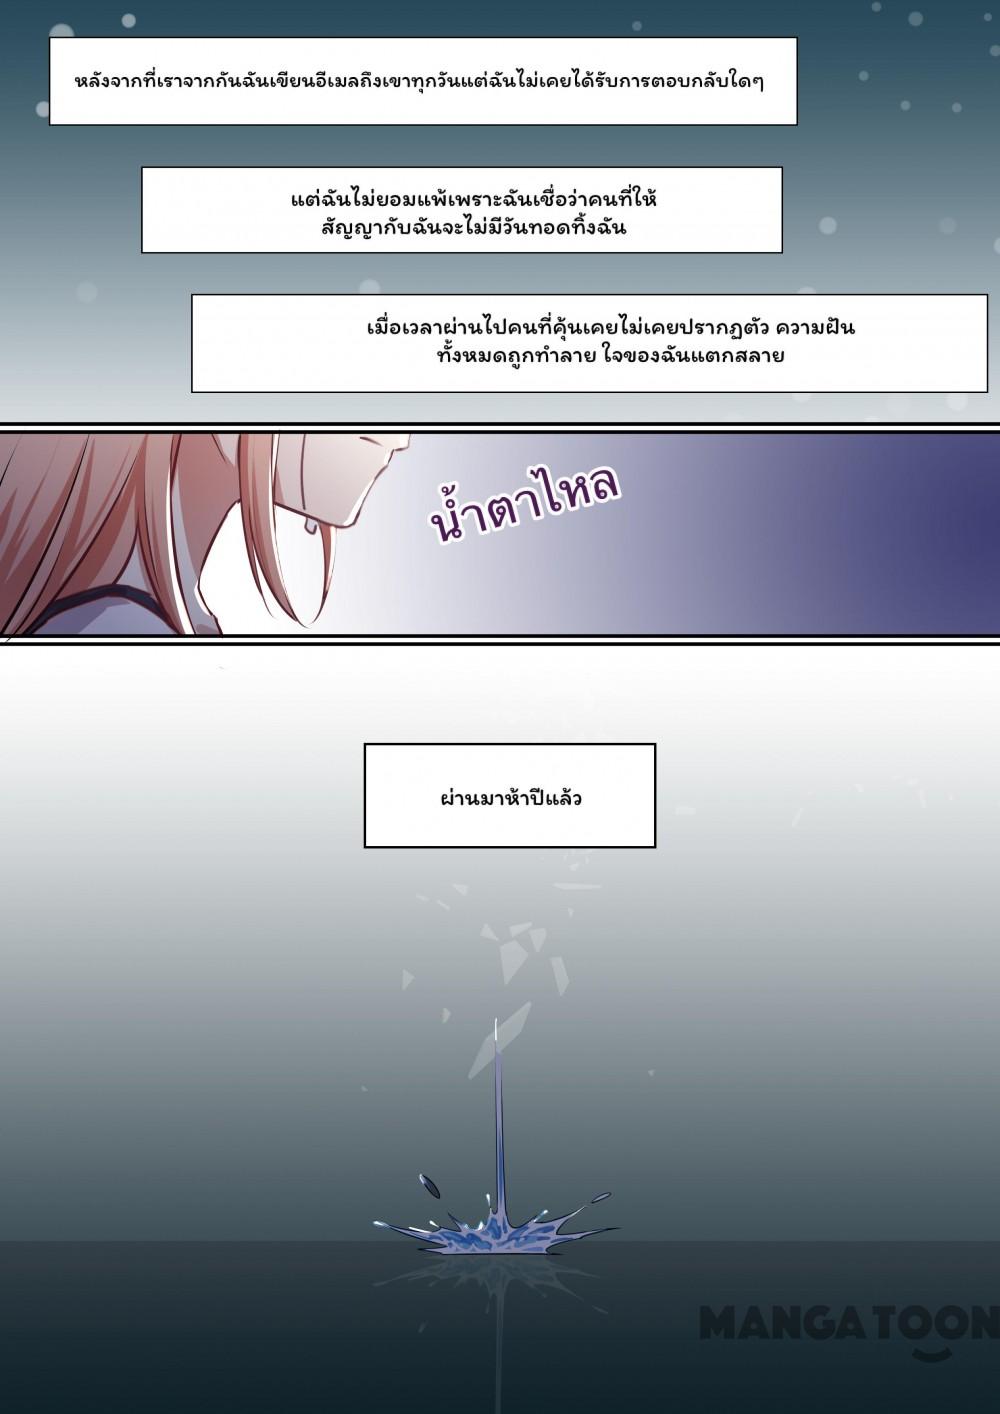 หลังจากที่เราจากกันฉันเขียนอีเมลถึงเขาทุกวันแต่ฉันไม่เคยได้รับการตอบกลับใดๆ
แต่ฉันไม่ยอมแพ้เพราะฉันเชื่อว่าคนที่ให้
สัญญากับฉันจะไม่มีวันทอดทิ้งฉัน
เมื่อเวลาผ่านไปคนที่คุ้นเคยไม่เคยปรากฏตัว ความฝัน
ทั้งหมดถูกทำลาย ใจของฉันแตกสลาย
น้ำตาไหล
ผ่านมาห้าปีแล้ว
MANGA TOON